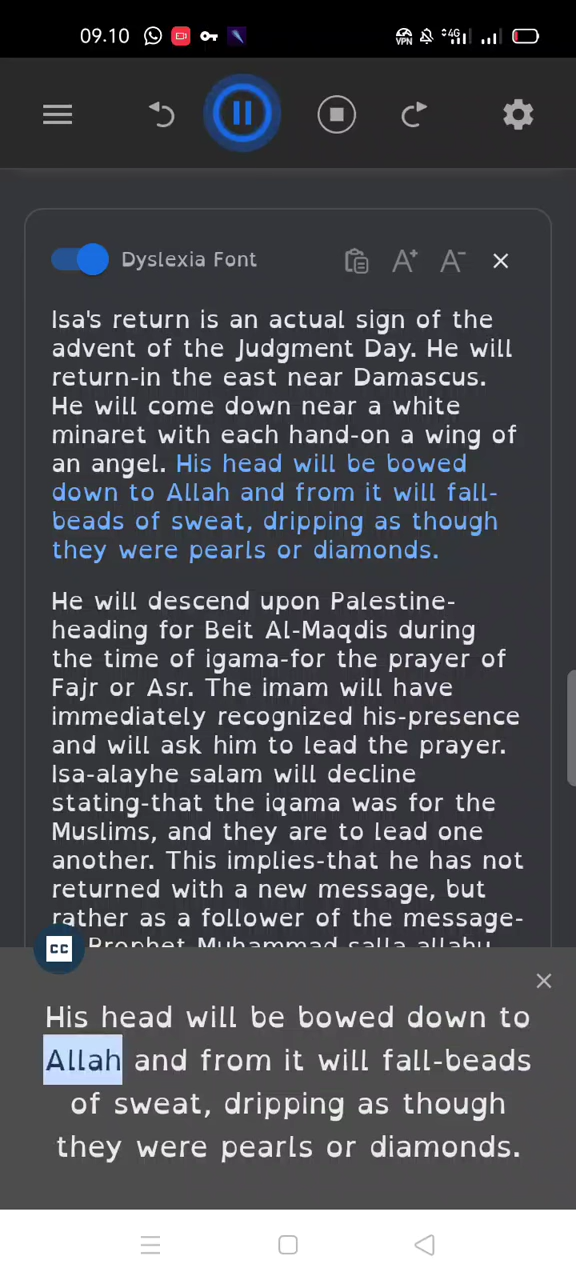 09.10
VPN
4G
Dyslexia Font
A+
A-
Isa's return is an actual sign of the
advent of the Judgment Day. He will
return-in the east near Damascus.
He will come down near a white
minaret with each hand-on a wing of
an angel. His head will be bowed
down to Allah and from it will fall-
beads of sweat, dripping as though
they were pearls or diamonds.
He will descend upon Palestine-
heading for Beit Al-Maqdis during
the time of igama-for the prayer of
Fajr or Asr. The imam will have
immediately recognized his-presence
and will ask him to lead the prayer.
Isa-alayhe salam will decline
stating-that the iqama was for the
Muslims, and they are to lead one
another. This implies-that he has not
returned with a new message, but
rather as a follower of the message-
Prophet Muhammad salla allahu
CC
His head will be bowed down to
Allah and from it will fall-beads
of sweat, dripping as though
they were pearls or diamonds.